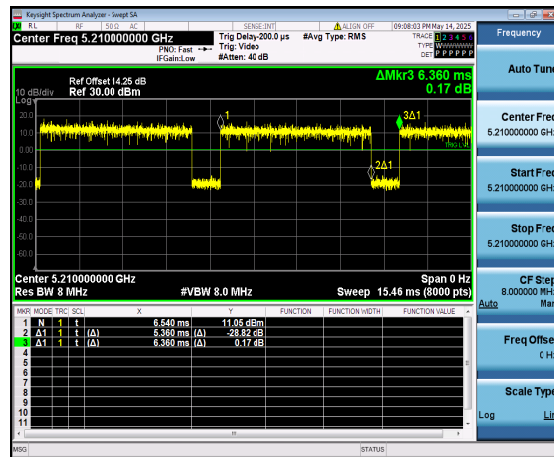 Keysight Spectrum Analyzer - Swept SA
RL RF 50 Ω AC SENSE:INT ALIGN OFF 09:08:03 PM May 14, 2025
Center Freq 5.210000000 GHz
PNO: Fast
IFGain:Low
Trig Delay-200.0 µs
Trig: Video
#Atten: 40 dB
#Avg Type: RMS
TRACE 1 2 3 4 5 6
TYPE WWWWWW
DET P P P P P P
Ref Offset 14.25 dB
10 dB/div Ref 30.00 dBm
Log
ΔMkr3 6.360 ms
0.17 dB
20.0
10.0
0.00
-10.0
-20.0
-30.0
-40.0
-50.0
-60.0
1
3Δ1
2Δ1
Center 5.210000000 GHz Span 0 Hz
Res BW 8 MHz #VBW 8.0 MHz Sweep 15.46 ms (8000 pts)
MKR MODE TRC SCL X Y FUNCTION FUNCTION WIDTH FUNCTION VALUE
1 N 1 t 6.540 ms 11.05 dBm
2 Δ1 1 t (Δ) 5.360 ms (Δ) -28.82 dB
3 Δ1 1 t (Δ) 6.360 ms (Δ) 0.17 dB
4
5
6
7
8
9
10
11
MSG STATUS
Frequency
Auto Tune
Center Freq
5.210000000 GHz
Start Freq
5.210000000 GHz
Stop Freq
5.210000000 GHz
CF Step
8.000000 MHz
Auto Man
Freq Offset
0 Hz
Scale Type
Log Lin